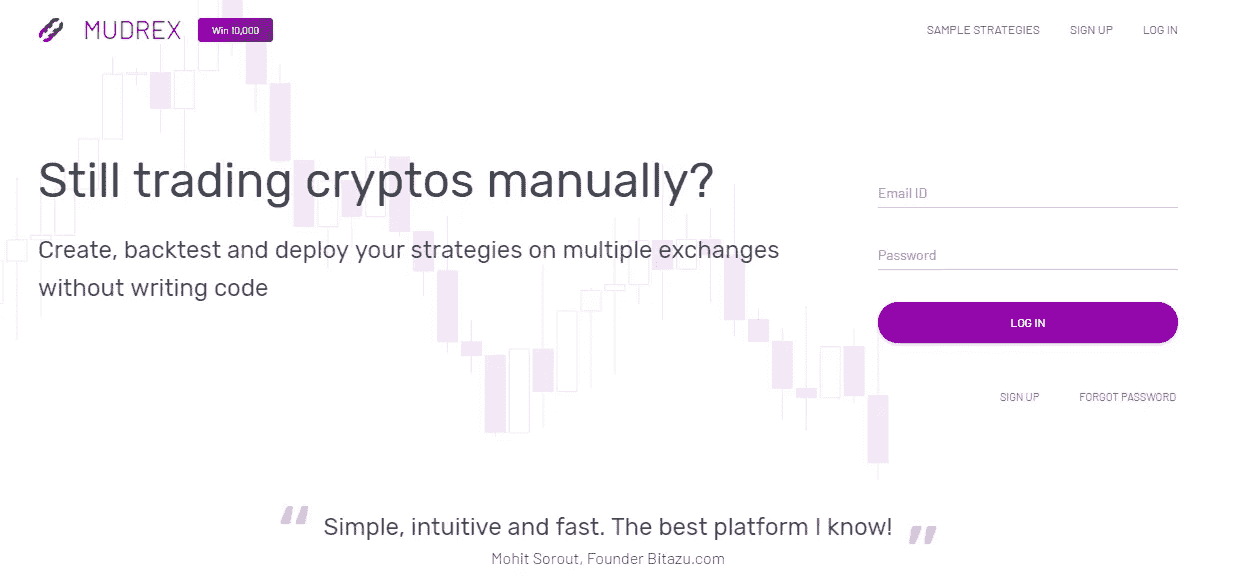 MUDREX
Win 10,000
SAMPLE STRATEGIES
SIGN UP
LOG IN
Still trading cryptos manually?
Create, backtest and deploy your strategies on multiple exchanges
without writing code
Email ID
Password
LOG IN
SIGN UP
FORGOT PASSWORD
“ Simple, intuitive and fast. The best platform I know! ”
Mohit Sorout, Founder Bitazu.com